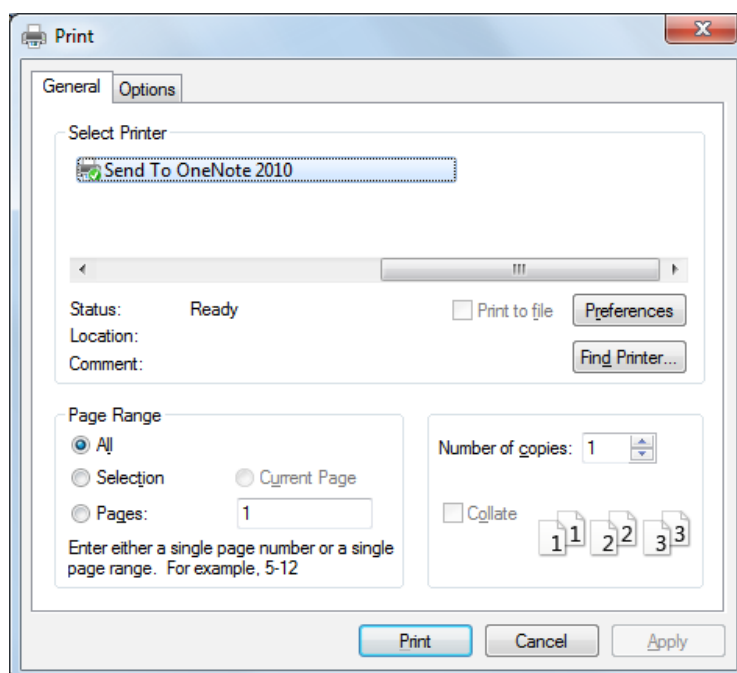 Print
General Options
Select Printer
Send To OneNote 2010
Status: Ready Print to file Preferences
Location:
Comment: Find Printer...
Page Range
All Number of copies: 1
Selection Current Page
Pages: 1 Collate 1 1 2 2 3 3
Enter either a single page number or a single
page range. For example, 5-12
Print Cancel Apply